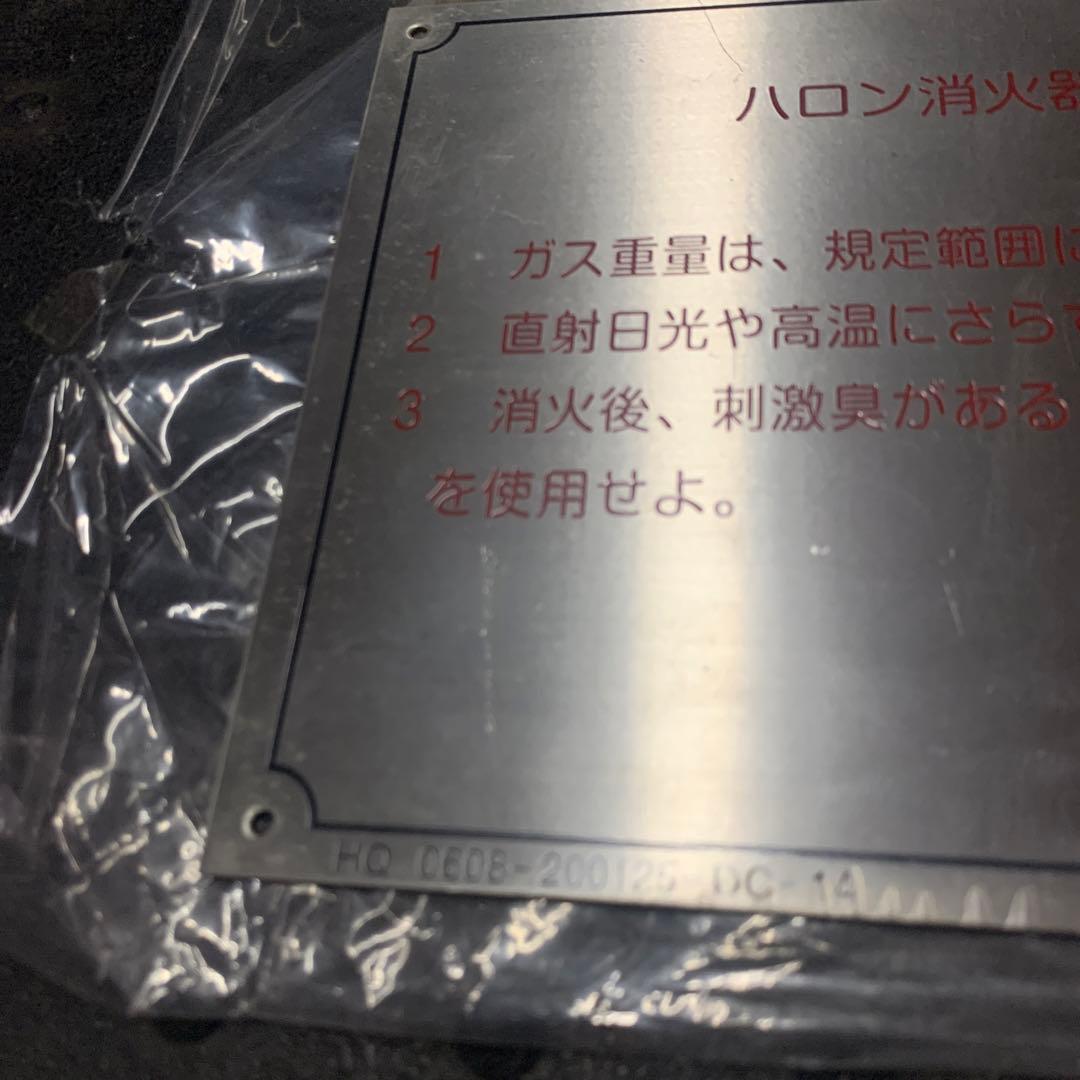 ハロン消火器
1 ガス重量は、規定範囲に
2 直射日光や高温にさらす
3 消火後、刺激臭がある
を使用せよ。
HQ 0608-200125 DC-14